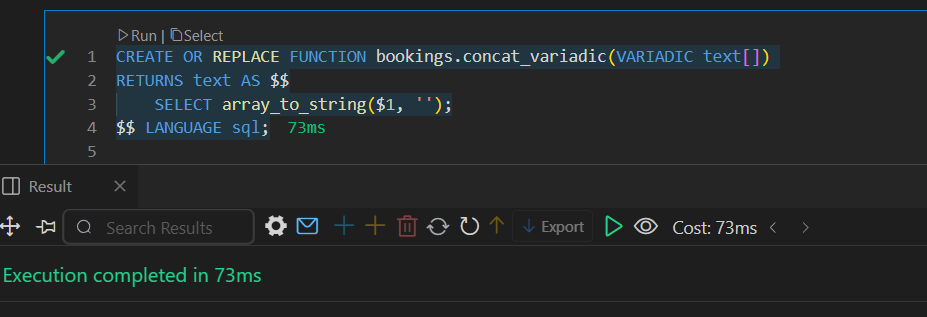 Run | Select
1 CREATE OR REPLACE FUNCTION bookings.concat_variadic(VARIADIC text[])
2 RETURNS text AS $$
3 SELECT array_to_string($1, '');
4 $$ LANGUAGE sql; 73ms
5
Result
Search Results Export Cost: 73ms
Execution completed in 73ms